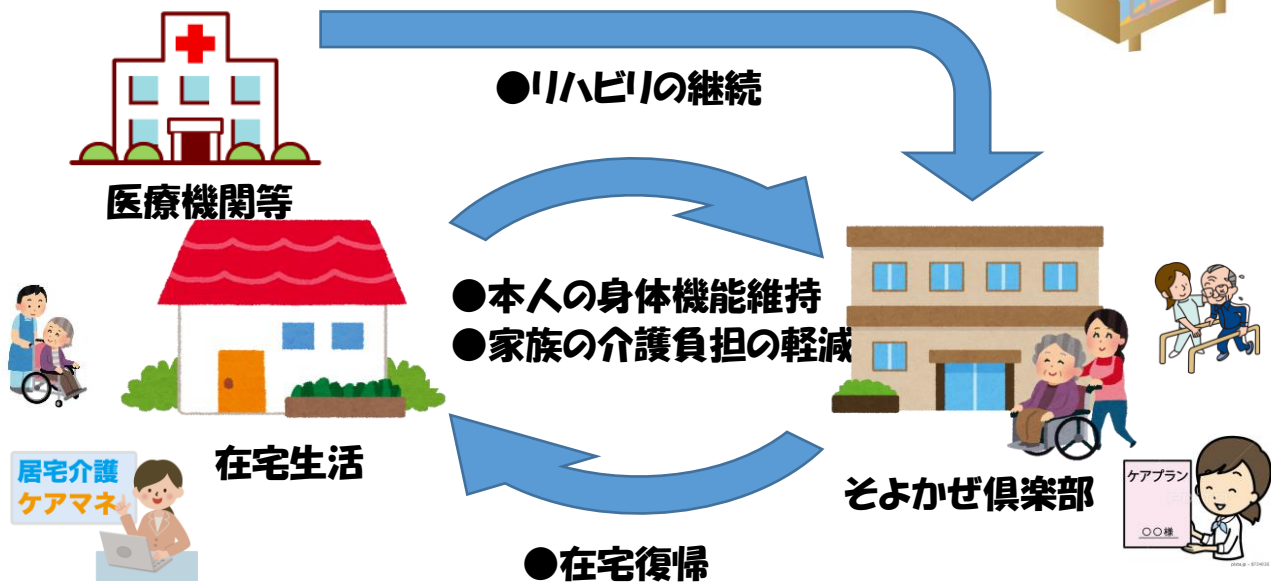 ●リハビリの継続
医療機関等
●本人の身体機能維持
●家族の介護負担の軽減
在宅生活
そよかぜ倶楽部
居宅介護
ケアマネ
ケアプラン
○○様
●在宅復帰